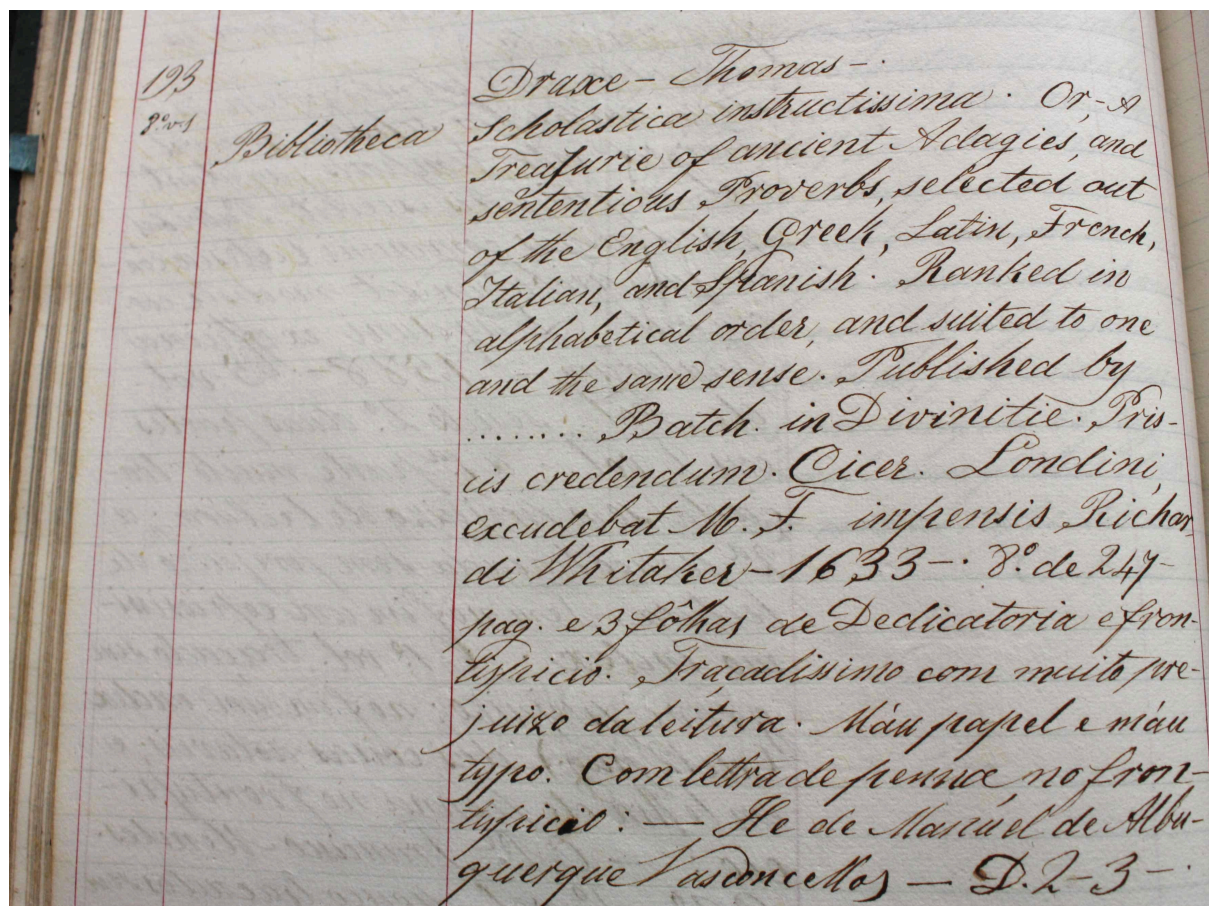 193
Draxe - Thomas - .
Bibliotheca
Scholastica instructissima. Or, - A
Treasurie of ancient Adagies, and
sententious Proverbs, selected out
of the English, Greek, Latin, French,
Italian, and Spanish. Ranked in
alphabetical order, and suited to one
and the same sense. Published by
........ Batch. in Divinitie. Pris-
cis credendum. Cicer. Londini,
excudebat M. F. impensis Richar
di Whitaker - 1633 - . 8.º de 247 -
pag. e 3 fôlhas de Dedicatoria e fron-
tispicio. Traçadissimo com muito pre-
juizo da leitura. Máu papel e máu
typo. Com lettra de penna, no fron-
tispicio: — He de Manuel de Albu-
querque Vasconcellos — D. 2 - 3 - .